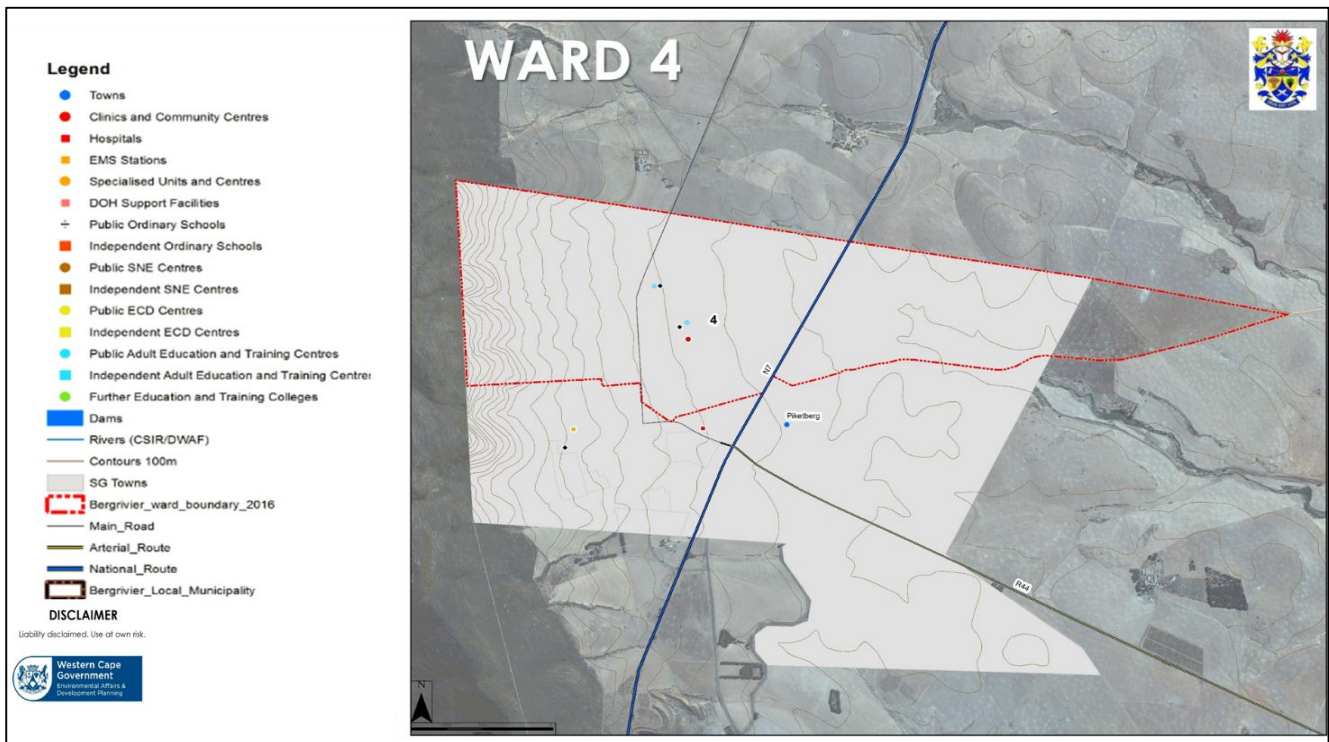 WARD 4
Legend
Towns
Clinics and Community Centres
Hospitals
EMS Stations
Specialised Units and Centres
DOH Support Facilities
Public Ordinary Schools
Independent Ordinary Schools
Public SNE Centres
Independent SNE Centres
Public ECD Centres
Independent ECD Centres
Public Adult Education and Training Centres
Independent Adult Education and Training Centre
Further Education and Training Colleges
Dams
Rivers (CSIR/DWAF)
Contours 100m
SG Towns
Bergrivier_ward_boundary_2016
Main_Road
Arterial_Route
National_Route
Bergrivier_Local_Municipality
DISCLAIMER
Liability disclaimed. Use at own risk.
Western Cape
Government
Environmental Affairs &
Development Planning
4
N7
Piketberg
R44
N